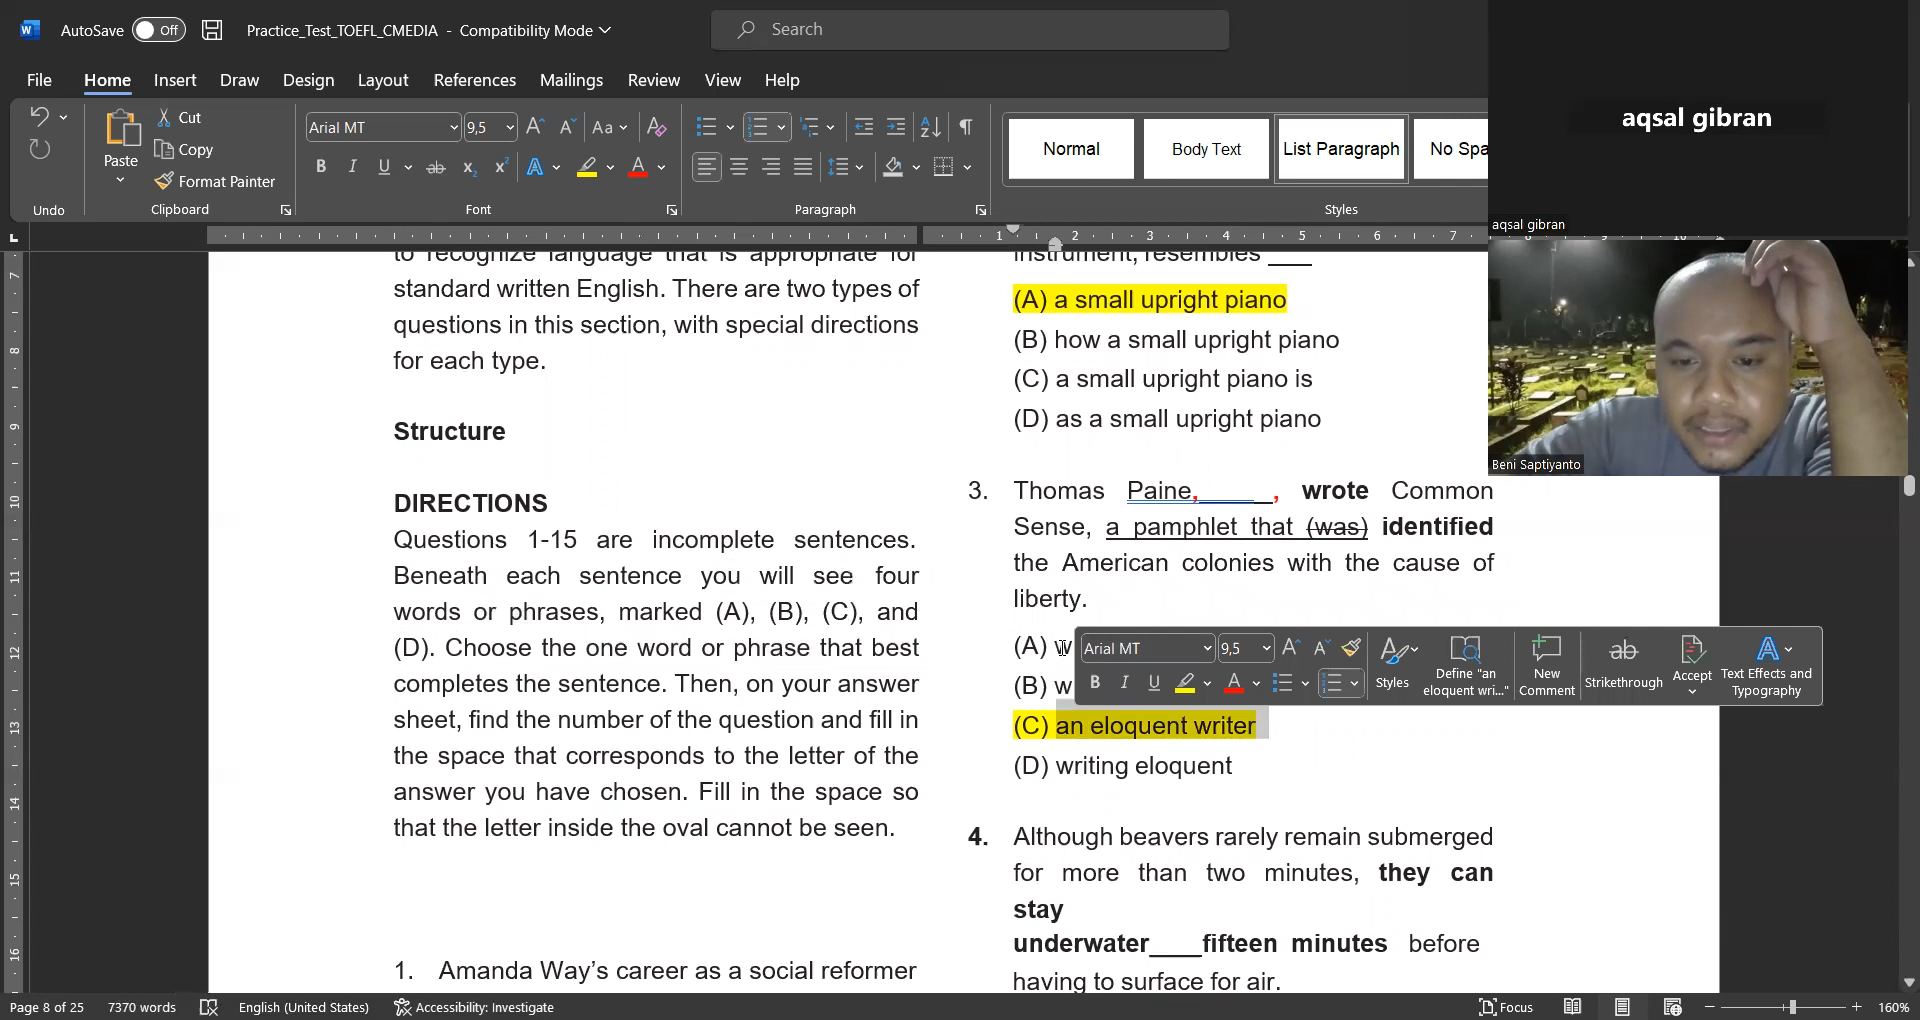 AutoSave Off Practice_Test_TOEFL_CMEDIA - Compatibility Mode Search
File Home Insert Draw Design Layout References Mailings Review View Help
Paste Cut Copy Format Painter
Arial MT 9,5 Aa
Normal Body Text List Paragraph No Spa
Undo Clipboard Font Paragraph Styles
aqsal gibran
aqsal gibran
Beni Saptiyanto
to recognize language that is appropriate for
standard written English. There are two types of
questions in this section, with special directions
for each type.
Structure
DIRECTIONS
Questions 1-15 are incomplete sentences.
Beneath each sentence you will see four
words or phrases, marked (A), (B), (C), and
(D). Choose the one word or phrase that best
completes the sentence. Then, on your answer
sheet, find the number of the question and fill in
the space that corresponds to the letter of the
answer you have chosen. Fill in the space so
that the letter inside the oval cannot be seen.
1. Amanda Way’s career as a social reformer
instrument, resembles ___
(A) a small upright piano
(B) how a small upright piano
(C) a small upright piano is
(D) as a small upright piano
3. Thomas Paine,_____, wrote Common
Sense, a pamphlet that (was) identified
the American colonies with the cause of
liberty.
(A) w
(B) w
(C) an eloquent writer
(D) writing eloquent
4. Although beavers rarely remain submerged
for more than two minutes, they can
stay
underwater____fifteen minutes before
having to surface for air.
Arial MT 9,5
Styles
Define "an
eloquent wri..."
New
Comment
Strikethrough
Accept
Text Effects and
Typography
Page 8 of 25 7370 words English (United States) Accessibility: Investigate Focus 160%